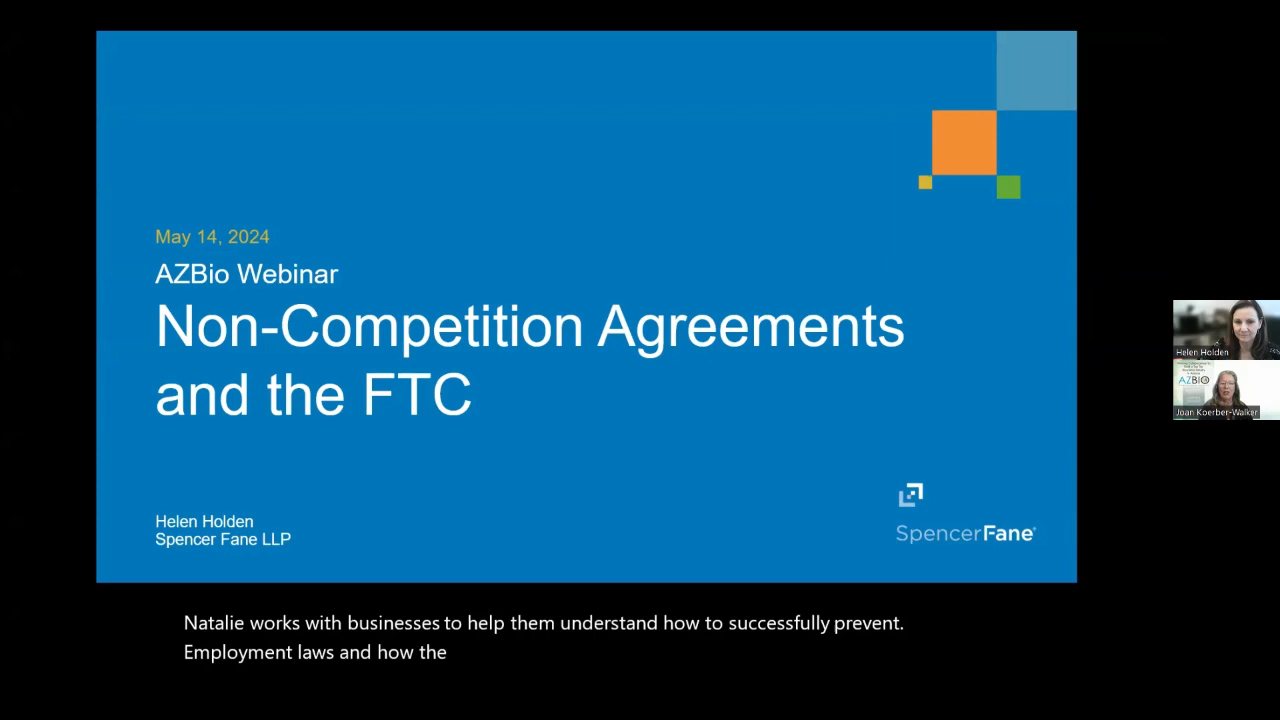 May 14, 2024
AZBio Webinar
Non-Competition Agreements
and the FTC
Helen Holden
Spencer Fane LLP
SpencerFane
Helen Holden
AZBIO
Joan Koerber-Walker
Natalie works with businesses to help them understand how to successfully prevent.
Employment laws and how the